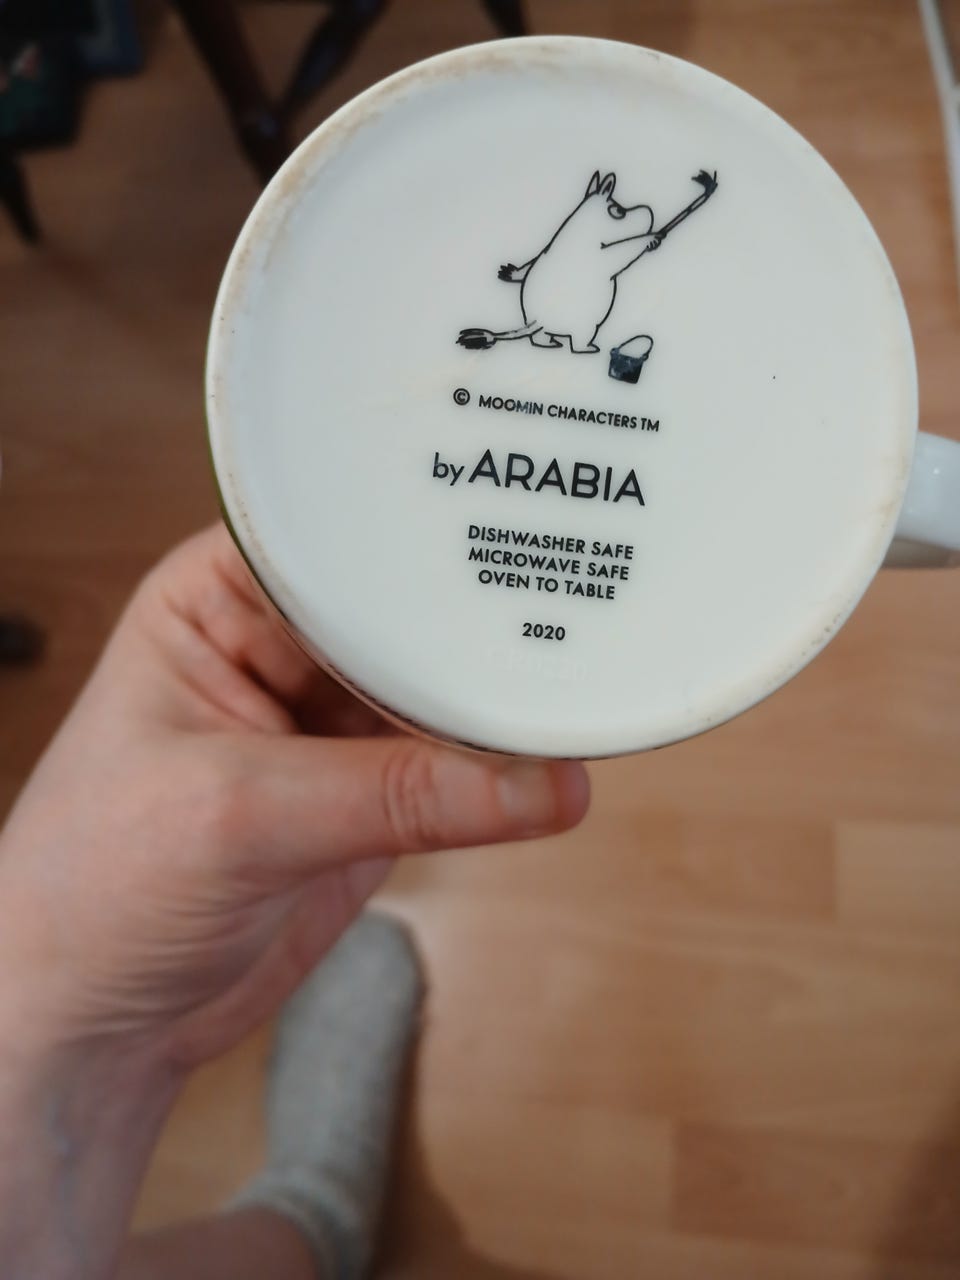 © MOOMIN CHARACTERS TM
by ARABIA
DISHWASHER SAFE
MICROWAVE SAFE
OVEN TO TABLE
2020